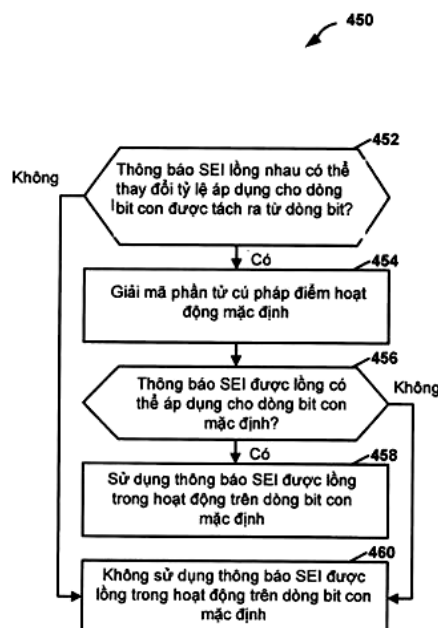 450
452
Thông báo SEI lồng nhau có thể
thay đổi tỷ lệ áp dụng cho dòng
bit con được tách ra từ dòng bit?
Không
Có
454
Giải mã phần tử cú pháp điểm hoạt
động mặc định
456
Thông báo SEI được lồng có
thể áp dụng cho dòng bit con
mặc định?
Không
Có
458
Sử dụng thông báo SEI được lồng
trong hoạt động trên dòng bit con
mặc định
460
Không sử dụng thông báo SEI được
lồng trong hoạt động trên dòng bit con
mặc định